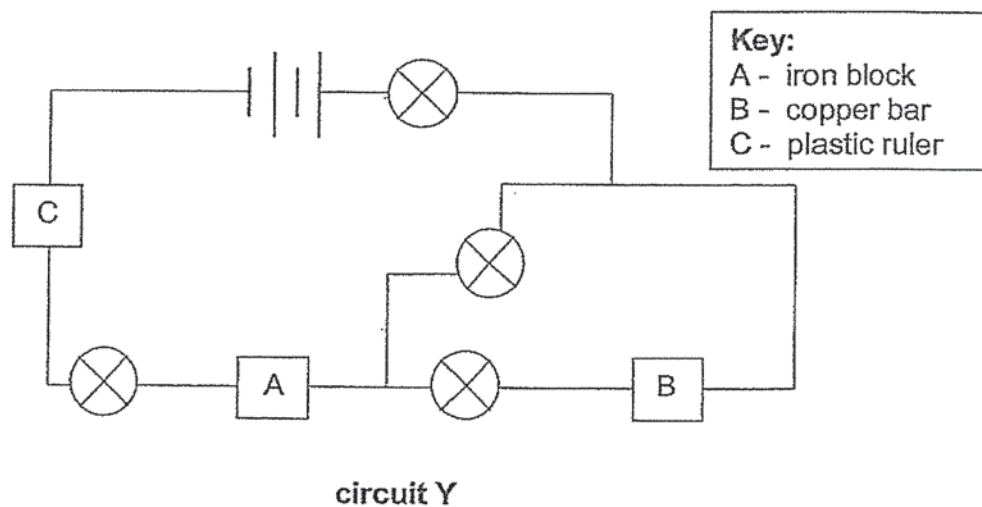 Key:
A - iron block
B - copper bar
C - plastic ruler
C
A
B
circuit Y